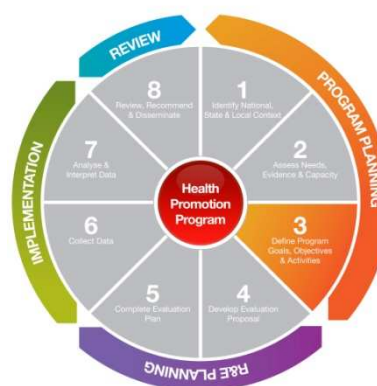 REVIEW
PROGRAM PLANNING
R&E PLANNING
IMPLEMENTATION
Health
Promotion
Program
1
Identify National,
State & Local Context
2
Assess Needs,
Evidence & Capacity
3
Define Program
Goals, Objectives
& Activities
4
Develop Evaluation
Proposal
5
Complete Evaluation
Plan
6
Collect Data
7
Analyse &
Interpret Data
8
Review, Recommend
& Disseminate